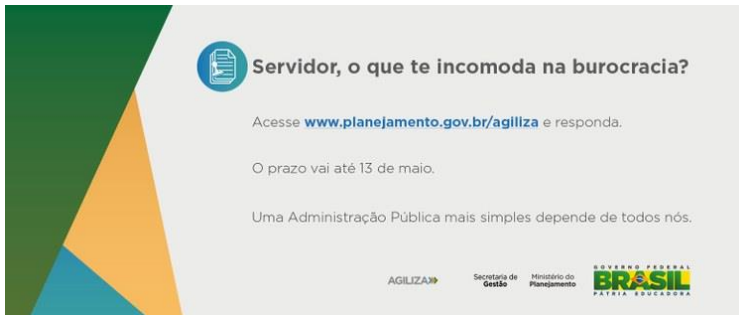 Servidor, o que te incomoda na burocracia?
Acesse www.planejamento.gov.br/agiliza e responda.
O prazo vai até 13 de maio.
Uma Administração Pública mais simples depende de todos nós.
AGILIZA
Secretaria de
Gestão
Ministério do
Planejamento
GOVERNO FEDERAL
BRASIL
PÁTRIA EDUCADORA